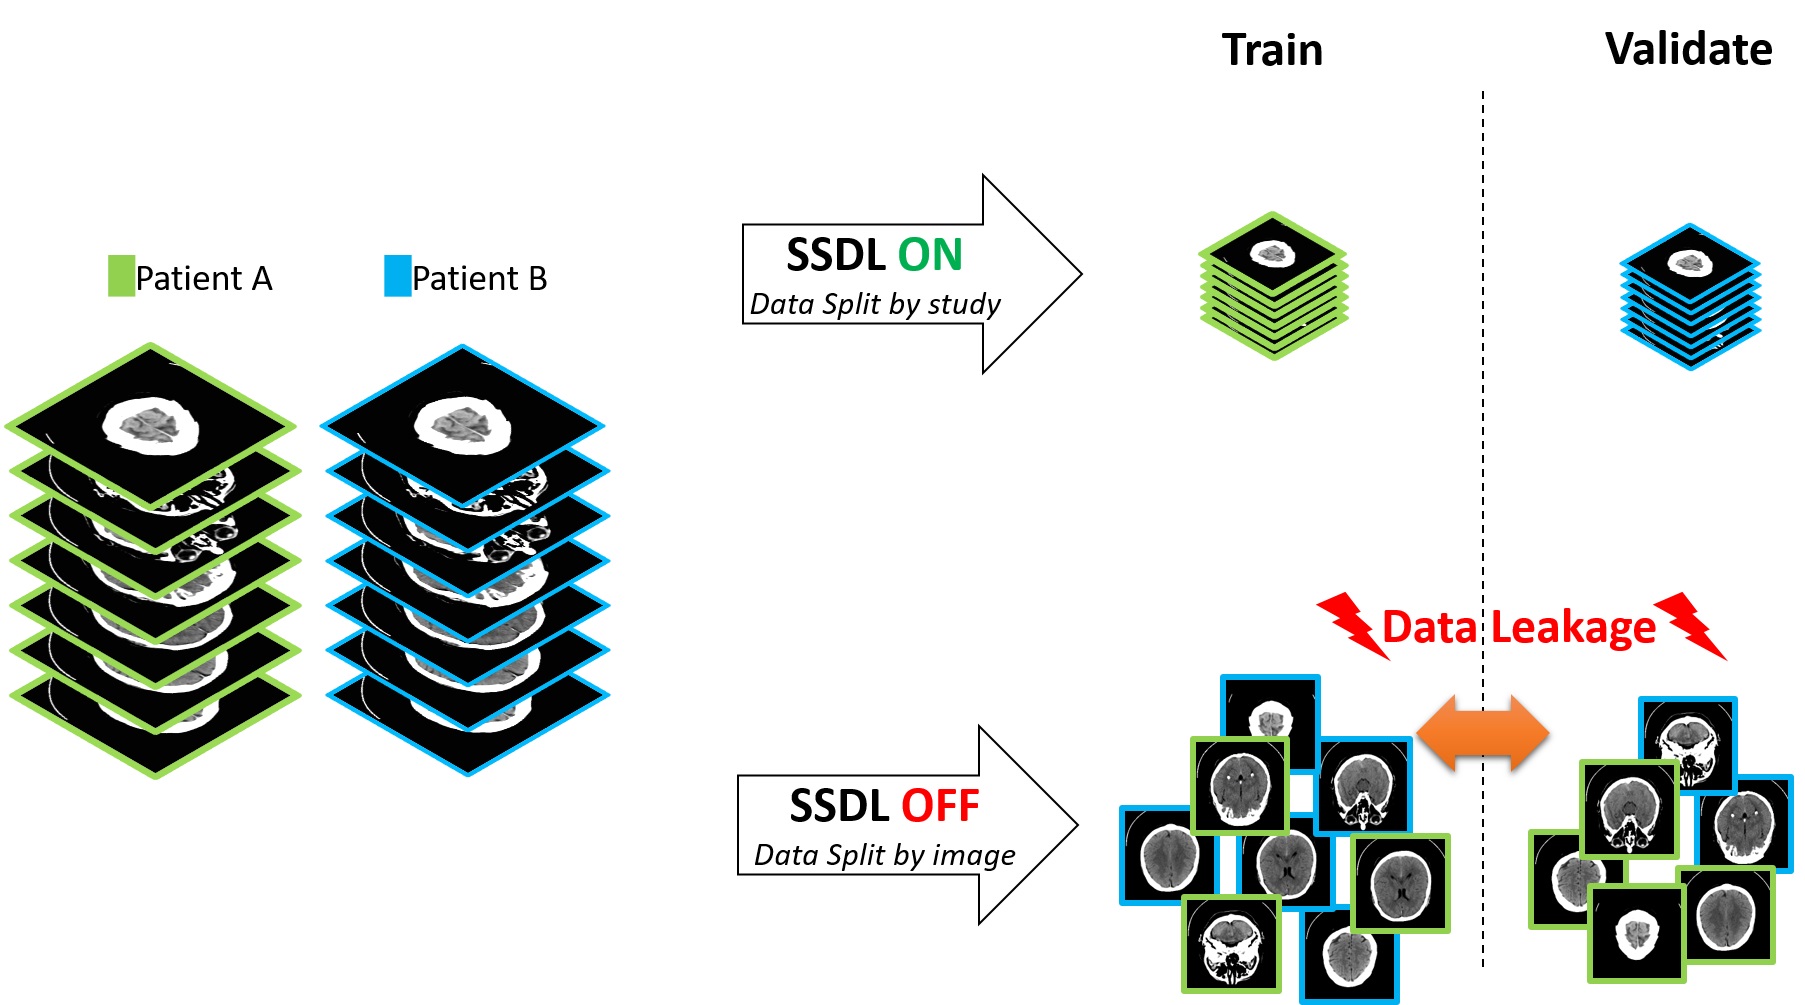 Train
Validate
SSDL ON
Data Split by study
Patient A
Patient B
Data Leakage
SSDL OFF
Data Split by image